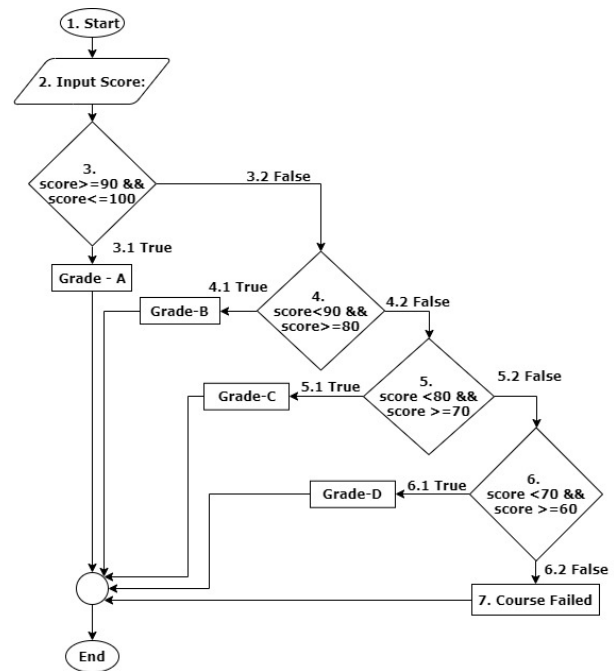 1. Start
2. Input Score:
3.
score>=90 &&
score<=100
3.2 False
3.1 True
Grade - A
4.1 True
Grade-B
4.
score<90 &&
score>=80
4.2 False
5.1 True
Grade-C
5.
score <80 &&
score >=70
5.2 False
6.1 True
Grade-D
6.
score <70 &&
score >=60
6.2 False
7. Course Failed
End